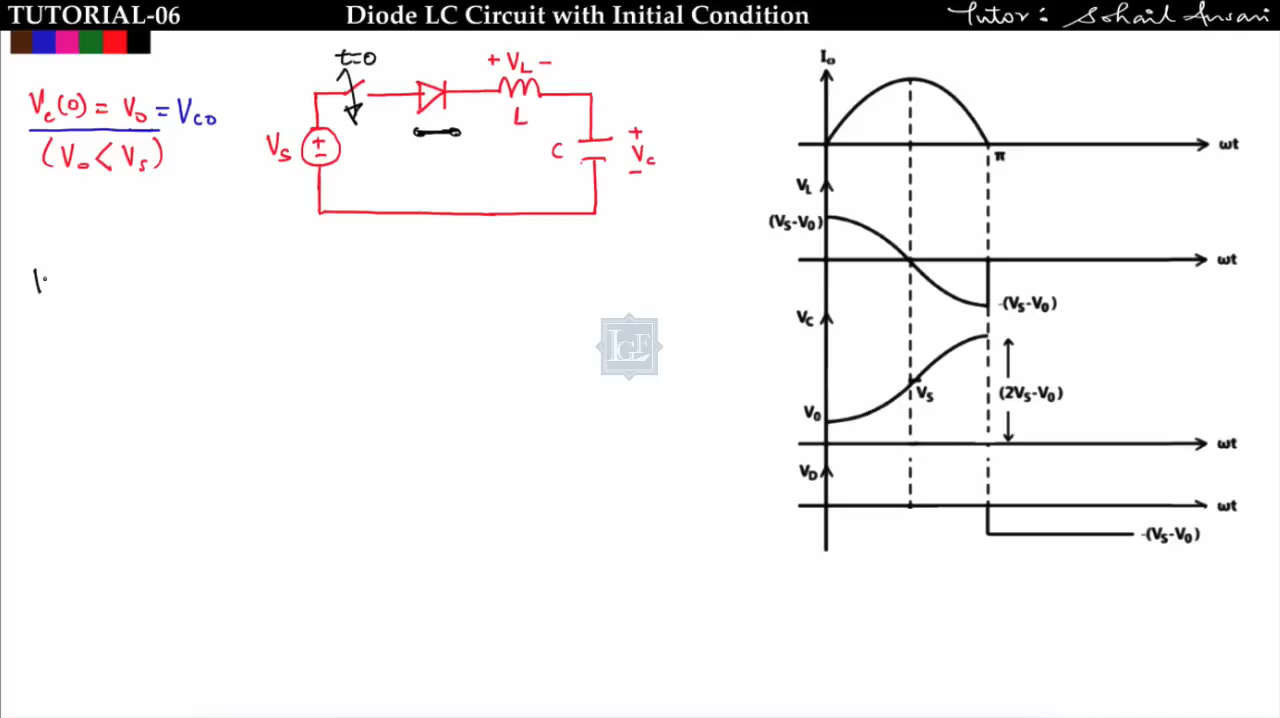 TUTORIAL-06
Diode LC Circuit with Initial Condition
Tutor: Sohail Ansari
Vc(0) = V0 = Vc0
(V0 < Vs)
t=0
+ VL -
L
Vs
+
-
C
+
Vc
-
LGE
I0
ωt
π
VL
(VS-V0)
ωt
-(VS-V0)
VC
V0
VS
(2VS-V0)
ωt
VD
ωt
-(VS-V0)